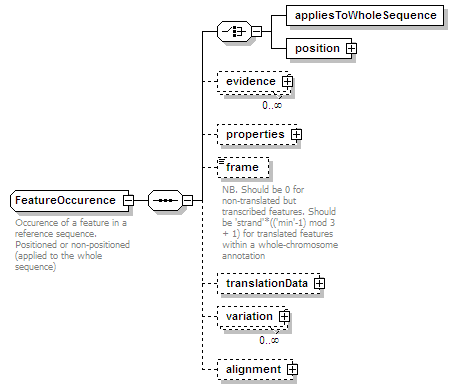 appliesToWholeSequence
position
evidence
0..∞
properties
frame
NB. Should be 0 for
non-translated but
transcribed features. Should
be 'strand'*(('min'-1) mod 3
+ 1) for translated features
within a whole-chromosome
annotation
FeatureOccurence
Occurence of a feature in a
reference sequence.
Positioned or non-positioned
(applied to the whole
sequence)
translationData
variation
0..∞
alignment